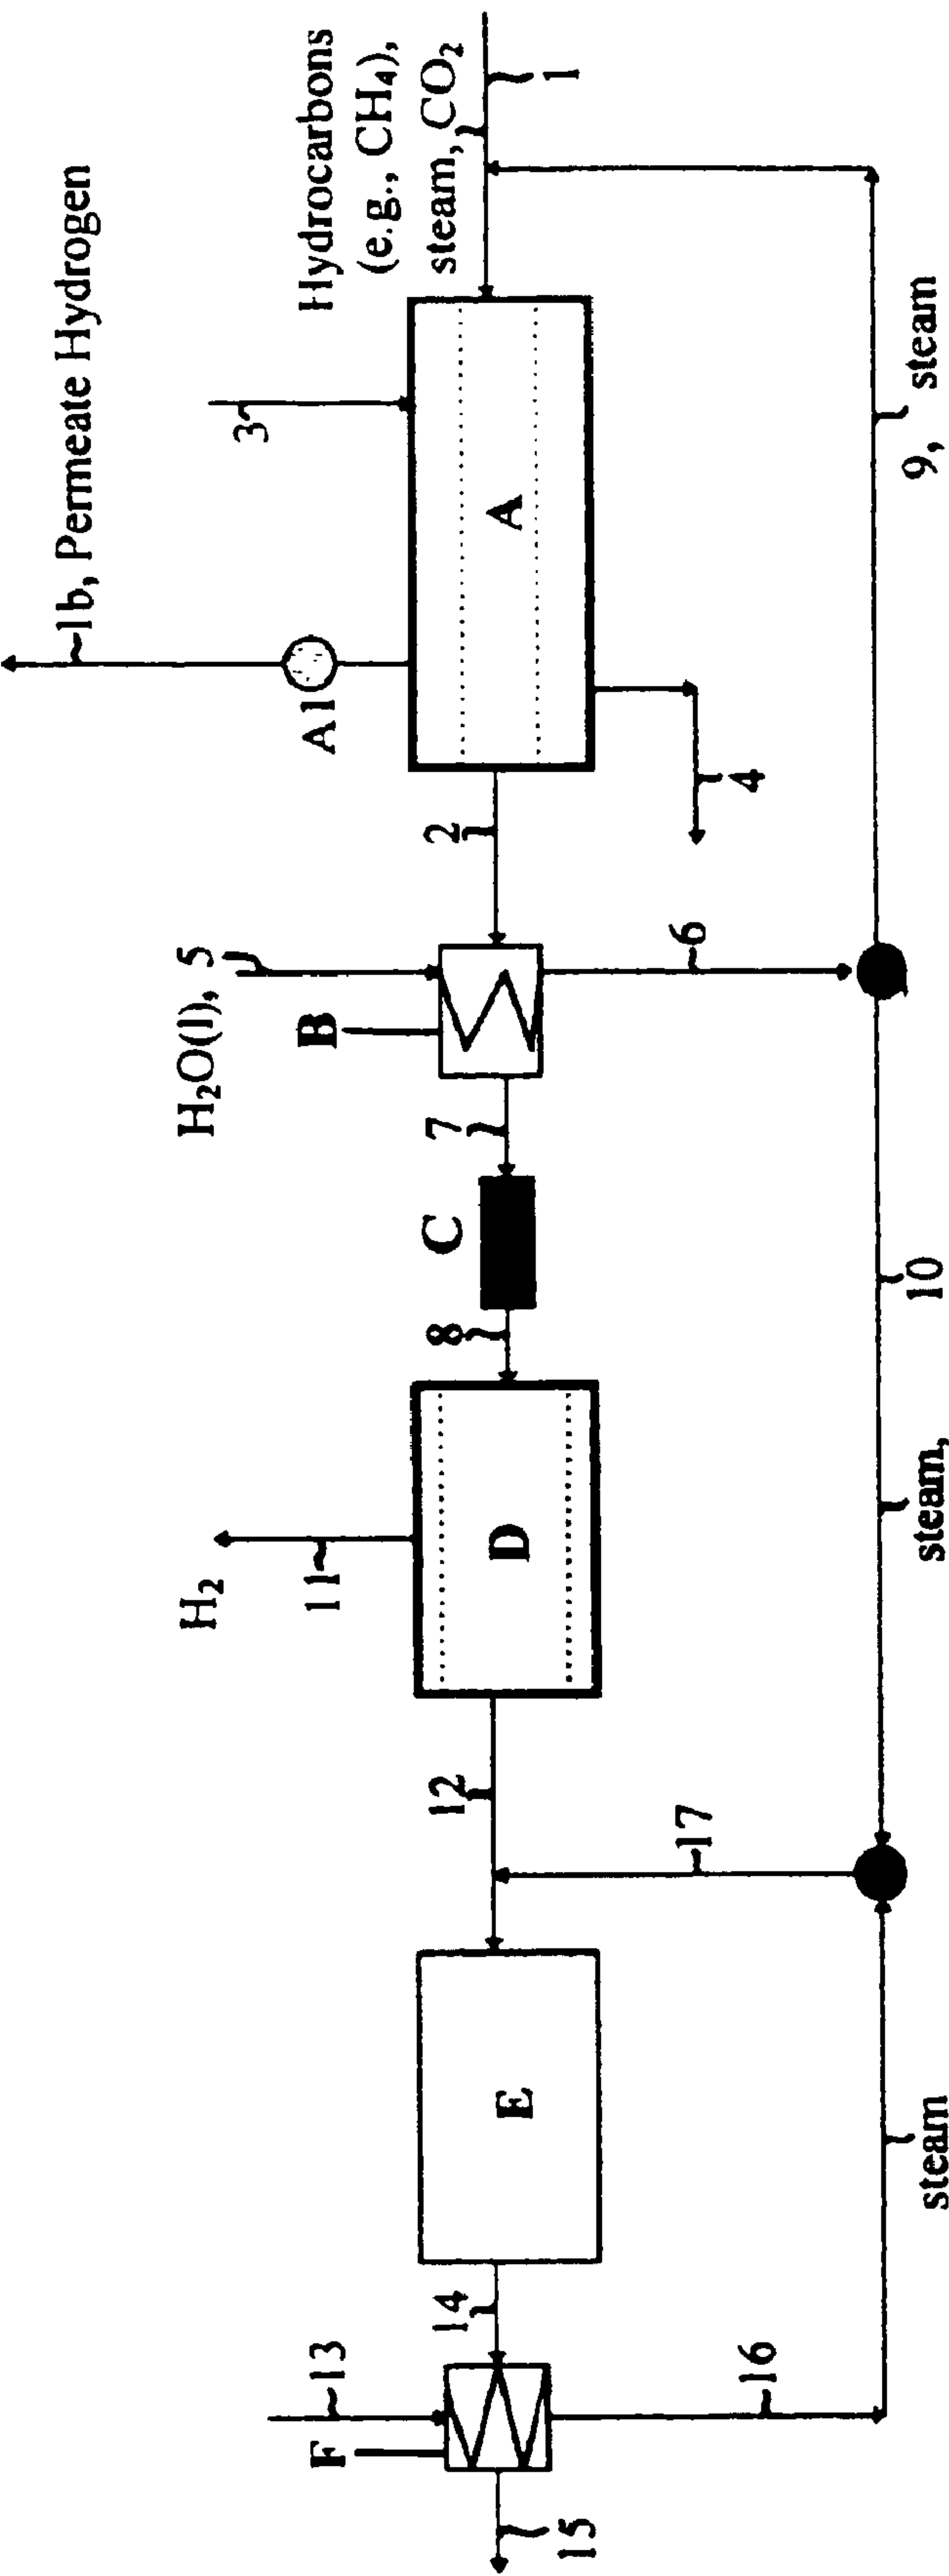 Hydrocarbons
(e.g., CH₄),
steam, CO₂
1
1b, Permeate Hydrogen
3
A1
A
2
4
H₂O(l), 5
B
6
7
C
8
9, steam
10
steam,
H₂
11
D
12
17
E
14
13
F
16
15
steam